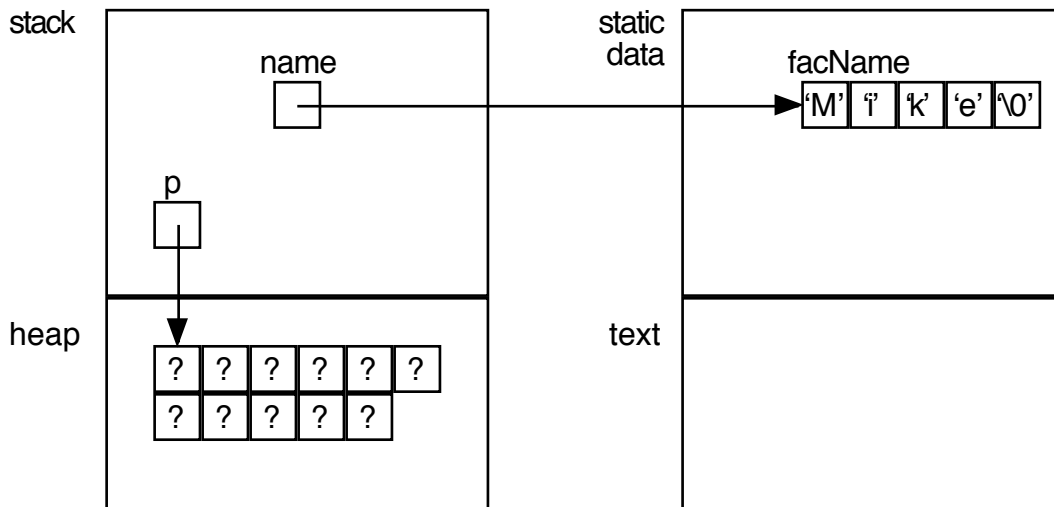 stack
name
p
heap
? ? ? ? ? ?
? ? ? ? ?
static
data
facName
‘M’ ‘i’ ‘k’ ‘e’ ‘\0’
text